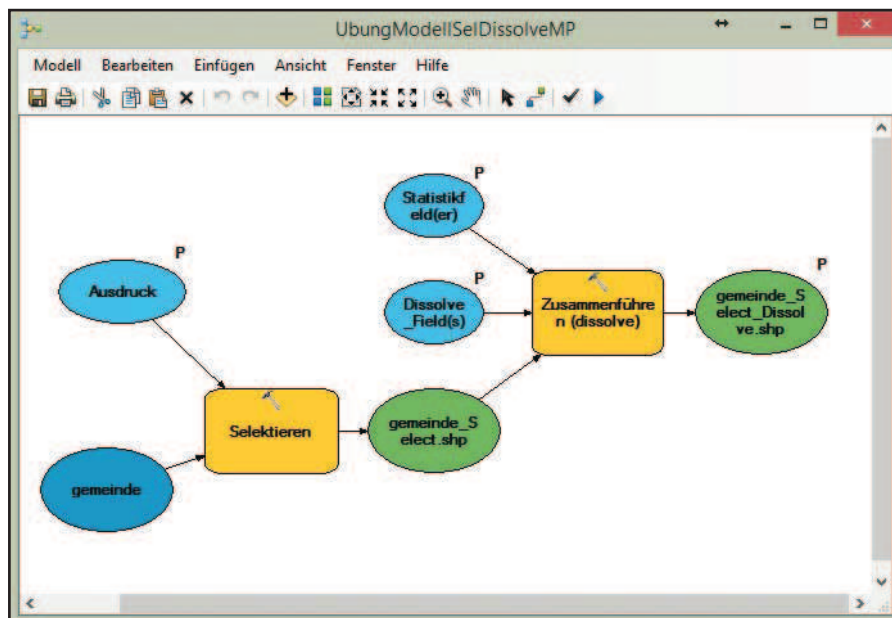 UbungModellSelDissolveMP
Modell Bearbeiten Einfügen Ansicht Fenster Hilfe
P
Statistikf
eld(er)
P
Ausdruck
P
Dissolve
_Field(s)
Zusammenführe
n (dissolve)
P
gemeinde_S
elect_Dissol
ve.shp
Selektieren
gemeinde_S
elect.shp
gemeinde